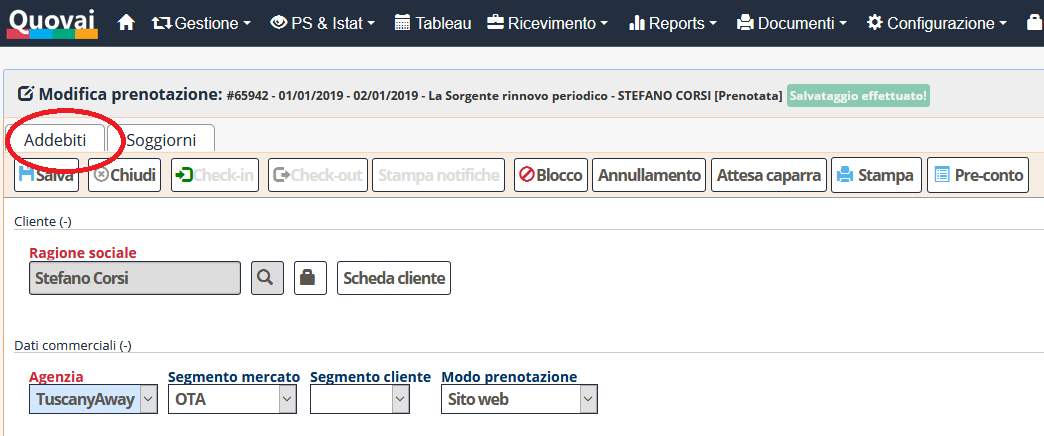 Quovai Gestione PS & Istat Tableau Ricevimento Reports Documenti Configurazione
Modifica prenotazione: #65942 - 01/01/2019 - 02/01/2019 - La Sorgente rinnovo periodico - STEFANO CORSI [Prenotata] Salvataggio effettuato!
Addebiti Soggiorni
Salva Chiudi Check-in Check-out Stampa notifiche Blocco Annullamento Attesa caparra Stampa Pre-conto
Cliente (-)
Ragione sociale
Stefano Corsi Scheda cliente
Dati commerciali (-)
Agenzia Segmento mercato Segmento cliente Modo prenotazione
TuscanyAway OTA Sito web